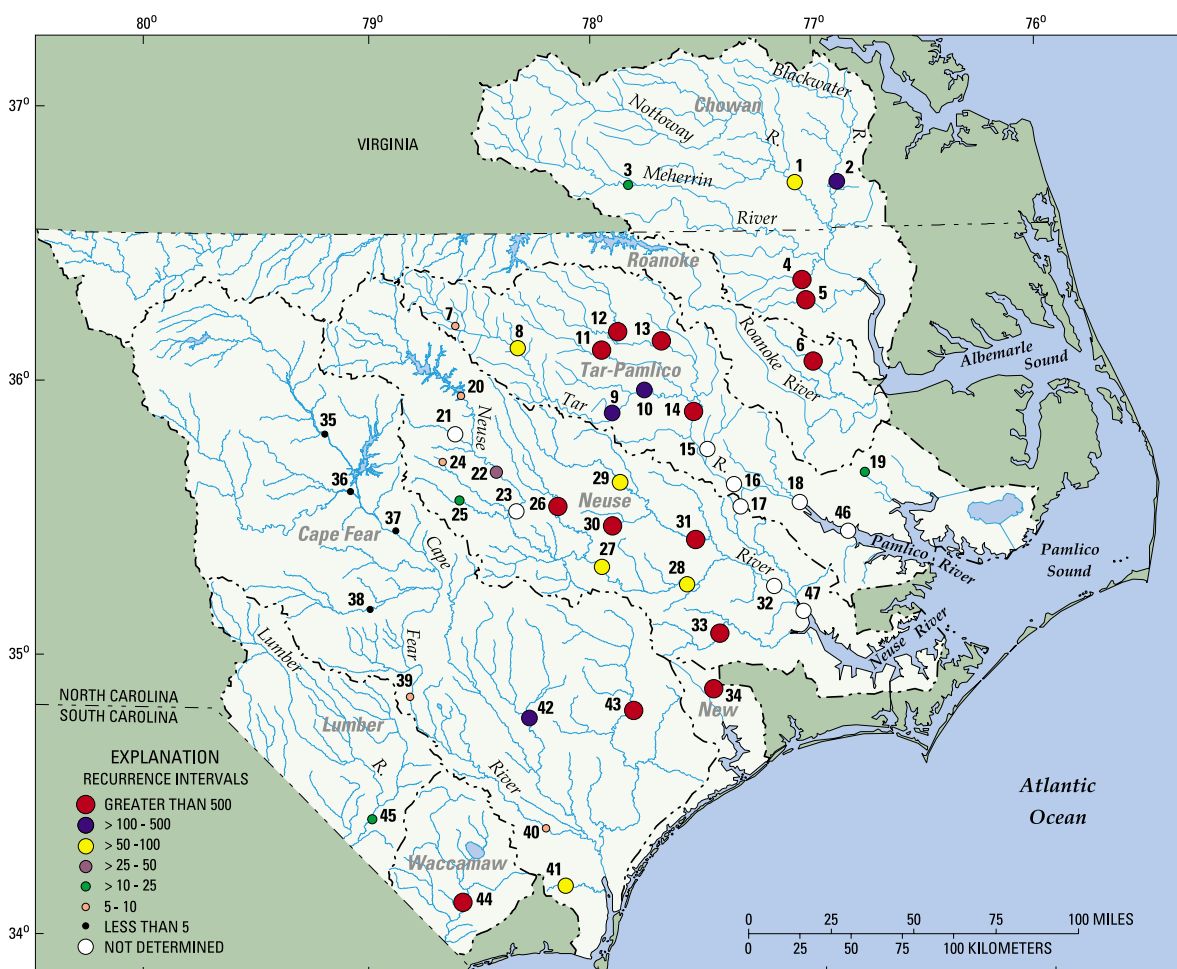 80°
79°
78°
77°
76°
37°
36°
35°
34°
VIRGINIA
Blackwater
R.
Chowan
Nottoway
R.
Meherrin
River
3
1
2
Roanoke
4
5
Roanoke
River
6
Albemarle
Sound
7
8
12
11
13
Tar-Pamlico
Tar
9
10
14
15
R.
16
17
18
19
46
Pamlico
River
Pamlico
Sound
20
Neuse
21
22
24
23
25
26
29
Neuse
30
27
31
28
River
32
47
Neuse River
33
34
New
35
36
37
Cape Fear
Cape
38
Fear
39
Lumber
Lumber
R.
45
42
43
River
40
41
Waccamaw
44
NORTH CAROLINA
SOUTH CAROLINA
EXPLANATION
RECURRENCE INTERVALS
GREATER THAN 500
> 100 - 500
> 50 -100
> 25 - 50
> 10 - 25
5 - 10
LESS THAN 5
NOT DETERMINED
Atlantic
Ocean
0 25 50 75 100 MILES
0 25 50 75 100 KILOMETERS